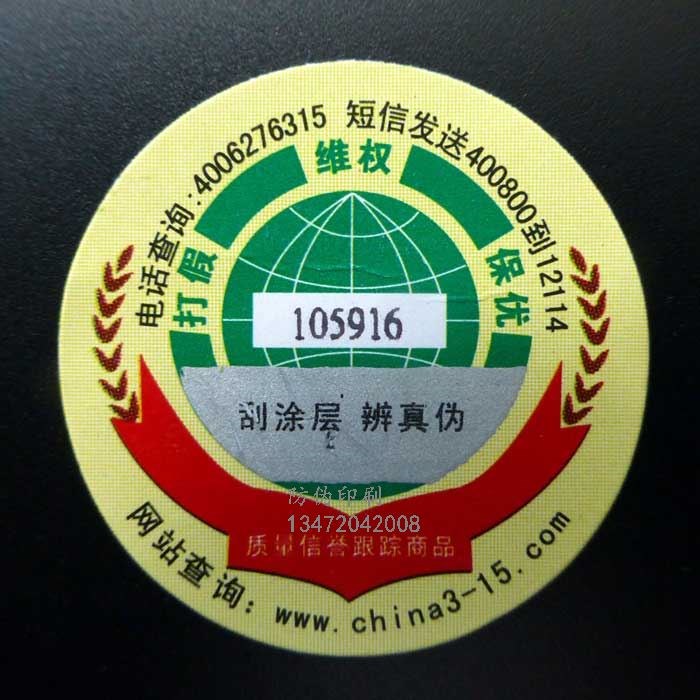 电话查询:4006276315 短信发送400800到12114
打假 维权 保优
105916
刮涂层 辨真伪
防伪印刷
13472042008
质量信誉跟踪商品
网站查询：www.china3-15.com